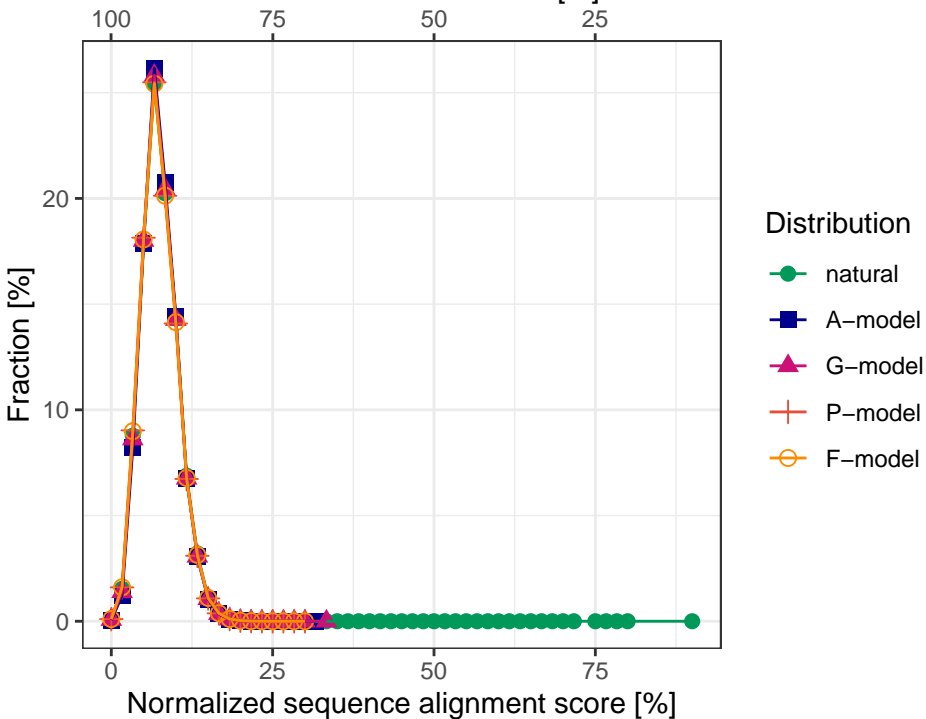 100 75 50 25
20
10
0
Fraction [%]
0 25 50 75
Normalized sequence alignment score [%]
Distribution
natural
A−model
G−model
P−model
F−model